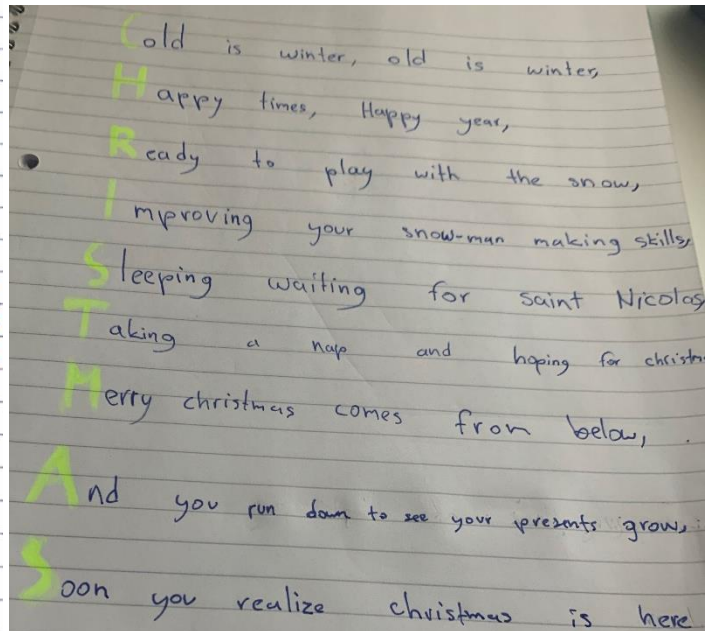 Cold is winter, old is winter,
Happy times, Happy year,
Ready to play with the snow,
Improving your snow-man making skills,
Sleeping waiting for saint Nicolas
Taking a nap and hoping for christm
Merry christmas comes from below,
And you run down to see your presents grow,
Soon you realize christmas is here